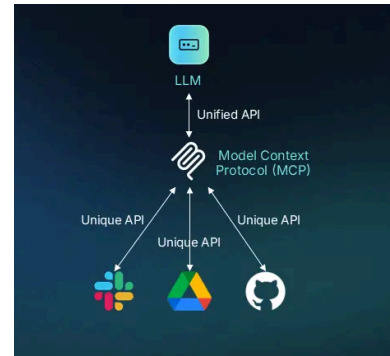 LLM
Unified API
Model Context
Protocol (MCP)
Unique API
Unique API
Unique API